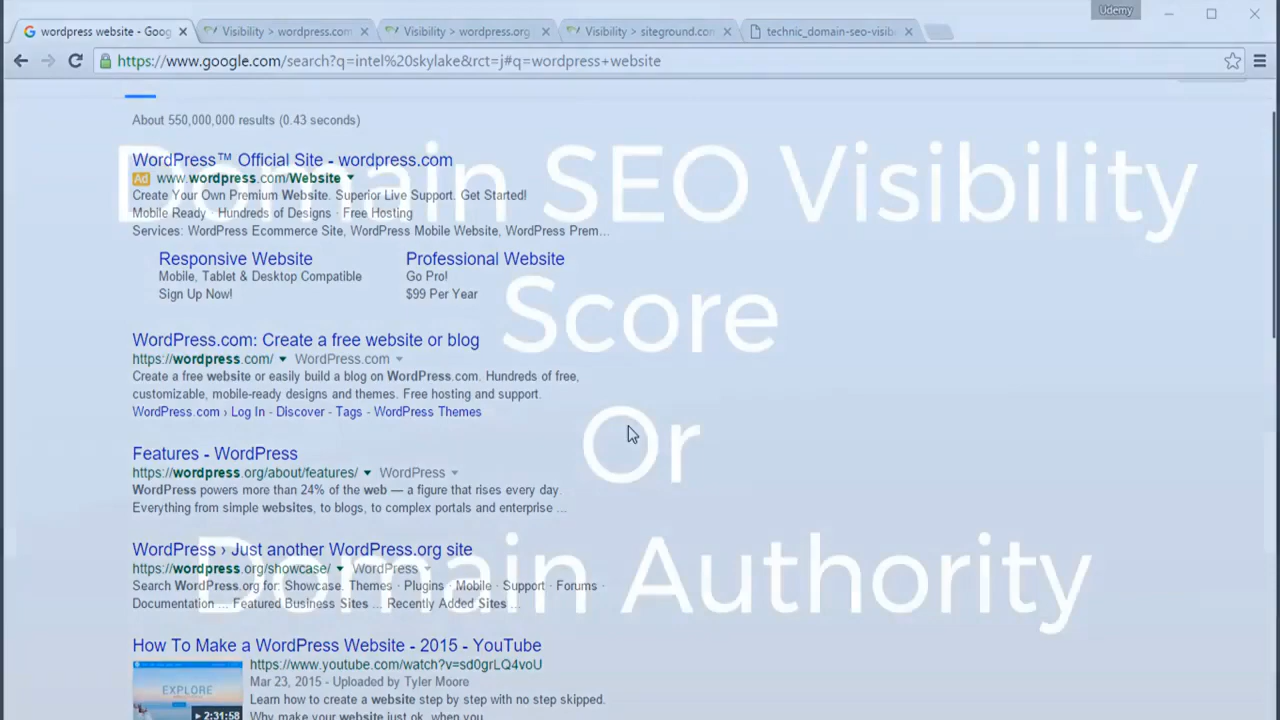 Udemy
wordpress website - Goog
Visibility > wordpress.com
Visibility > wordpress.org
Visibility > siteground.com
technic_domain-seo-visib
https://www.google.com/search?q=intel%20skylake&rct=j#q=wordpress+website
About 550,000,000 results (0.43 seconds)
Domain SEO Visibility
Score
Or
Domain Authority
WordPress™ Official Site - wordpress.com
Ad www.wordpress.com/Website
Create Your Own Premium Website. Superior Live Support. Get Started!
Mobile Ready · Hundreds of Designs · Free Hosting
Services: WordPress Ecommerce Site, WordPress Mobile Website, WordPress Prem...
Responsive Website Professional Website
Mobile, Tablet & Desktop Compatible Go Pro!
Sign Up Now! $99 Per Year
WordPress.com: Create a free website or blog
https://wordpress.com/ WordPress.com
Create a free website or easily build a blog on WordPress.com. Hundreds of free,
customizable, mobile-ready designs and themes. Free hosting and support.
WordPress.com › Log In - Discover - Tags - WordPress Themes
Features - WordPress
https://wordpress.org/about/features/ WordPress
WordPress powers more than 24% of the web — a figure that rises every day.
Everything from simple websites, to blogs, to complex portals and enterprise ...
WordPress › Just another WordPress.org site
https://wordpress.org/showcase/ WordPress
Search WordPress.org for: Showcase. Themes · Plugins · Mobile · Support · Forums ·
Documentation ... Featured Business Sites ... Recently Added Sites ...
How To Make a WordPress Website - 2015 - YouTube
https://www.youtube.com/watch?v=sd0grLQ4voU
Mar 23, 2015 - Uploaded by Tyler Moore
Learn how to create a website step by step with no step skipped.
Why make your website just ok, when you
EXPLORE
2:31:58